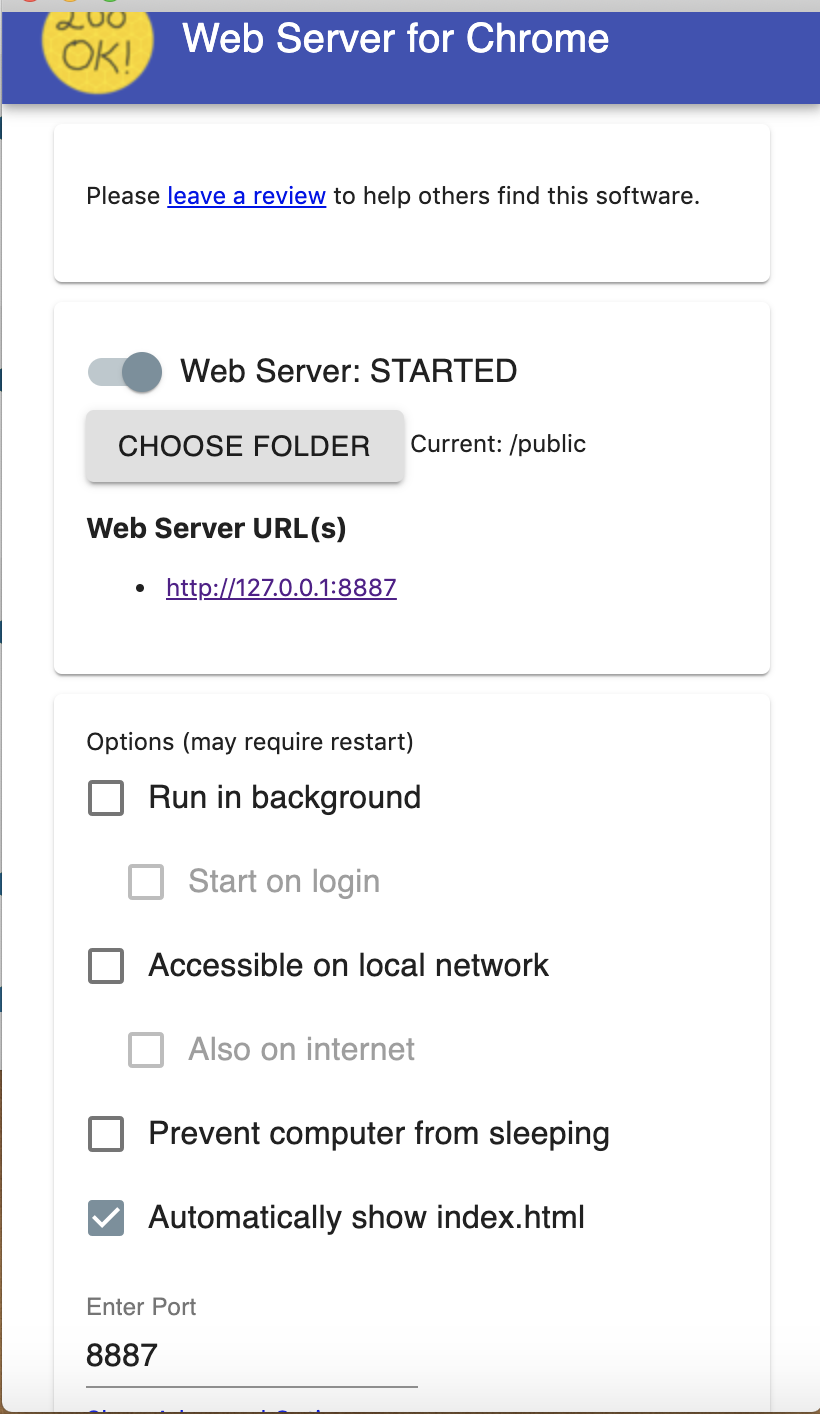 200
OK!
Web Server for Chrome
Please leave a review to help others find this software.
Web Server: STARTED
CHOOSE FOLDER Current: /public
Web Server URL(s)
• http://127.0.0.1:8887
Options (may require restart)
Run in background
Start on login
Accessible on local network
Also on internet
Prevent computer from sleeping
Automatically show index.html
Enter Port
8887